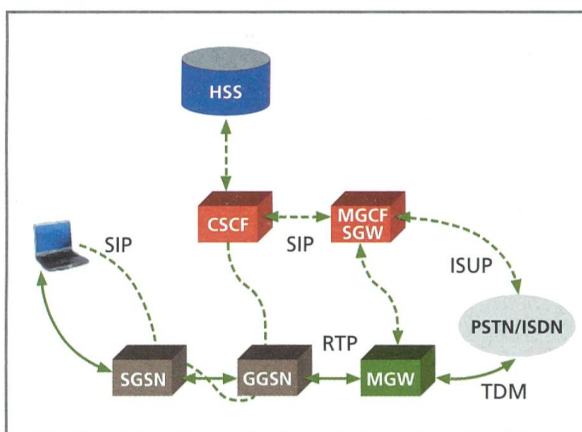 HSS
CSCF
SIP
MGCF
SGW
SIP
ISUP
PSTN/ISDN
SGSN
GGSN
RTP
MGW
TDM